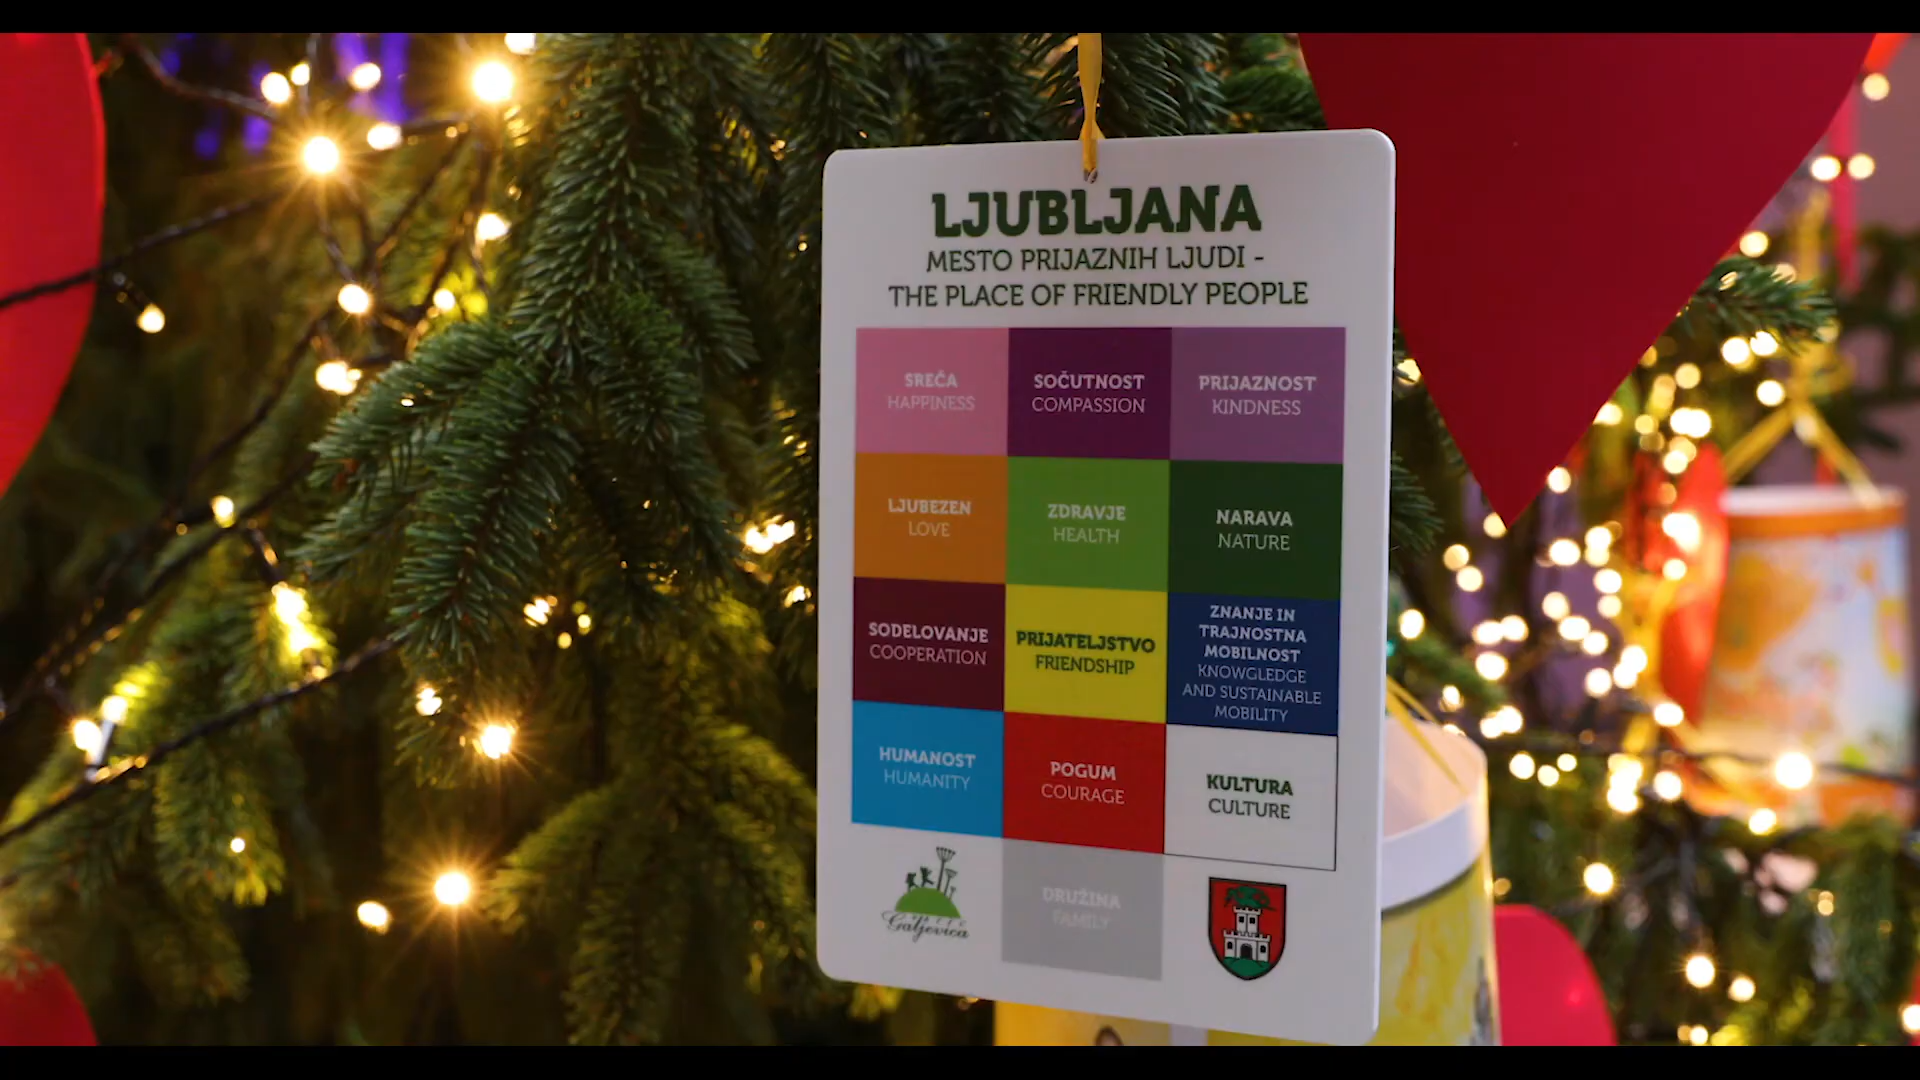 LJUBLJANA
MESTO PRIJAZNIH LJUDI -
THE PLACE OF FRIENDLY PEOPLE
SREČA
HAPPINESS
SOČUTNOST
COMPASSION
PRIJAZNOST
KINDNESS
LJUBEZEN
LOVE
ZDRAVJE
HEALTH
NARAVA
NATURE
SODELOVANJE
COOPERATION
PRIJATELJSTVO
FRIENDSHIP
ZNANJE IN
TRAJNOSTNA
MOBILNOST
KNOWGLEDGE
AND SUSTAINABLE
MOBILITY
HUMANOST
HUMANITY
POGUM
COURAGE
KULTURA
CULTURE
DRUŽINA
FAMILY
Galjevica